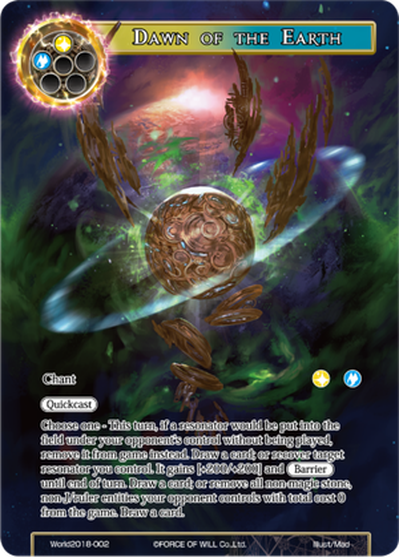 DAWN OF THE EARTH
Chant
Quickcast
Choose one - This turn, if a resonator would be put into the
field under your opponent's control without being played,
remove it from game instead. Draw a card; or recover target
resonator you control. It gains [+200/+200] and Barrier
until end of turn. Draw a card; or remove all non-magic stone,
non-J/ruler entities your opponent controls with total cost 0
from the game. Draw a card.
World2018-002 ©FORCE OF WILL Co.,Ltd. Illust/Mad-